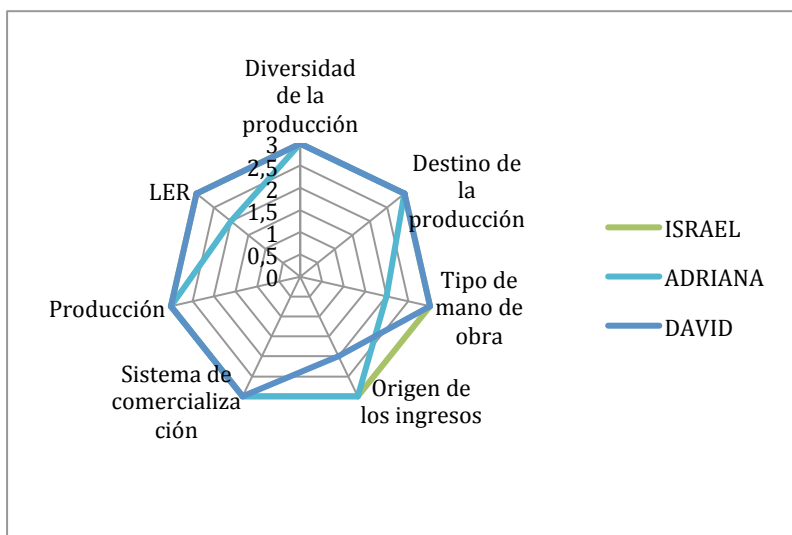 Diversidad
de la
producción
3
2,5
2
1,5
1
0,5
0
Destino de
la
producción
Tipo de
mano de
obra
Origen de
los ingresos
Sistema de
comercializa
ción
Producción
LER
ISRAEL
ADRIANA
DAVID